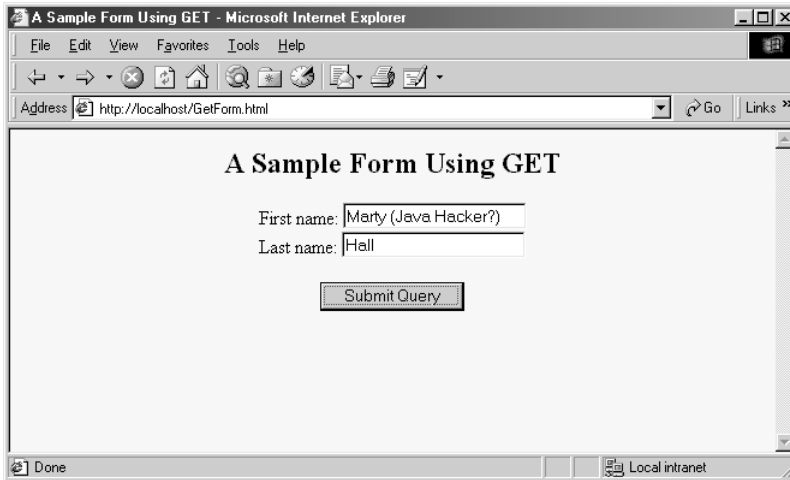 A Sample Form Using GET - Microsoft Internet Explorer
File Edit View Favorites Tools Help
Address http://localhost/GetForm.html Go Links »
A Sample Form Using GET
First name: Marty (Java Hacker?)
Last name: Hall
Submit Query
Done Local intranet